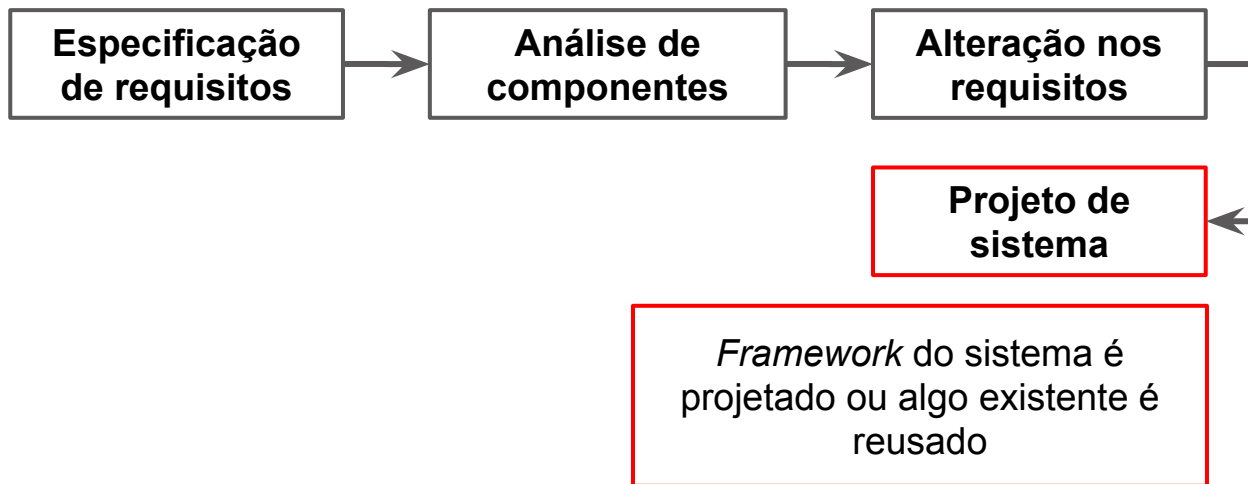 Especificação
de requisitos
Análise de
componentes
Alteração nos
requisitos
Projeto de
sistema
Framework do sistema é
projetado ou algo existente é
reusado